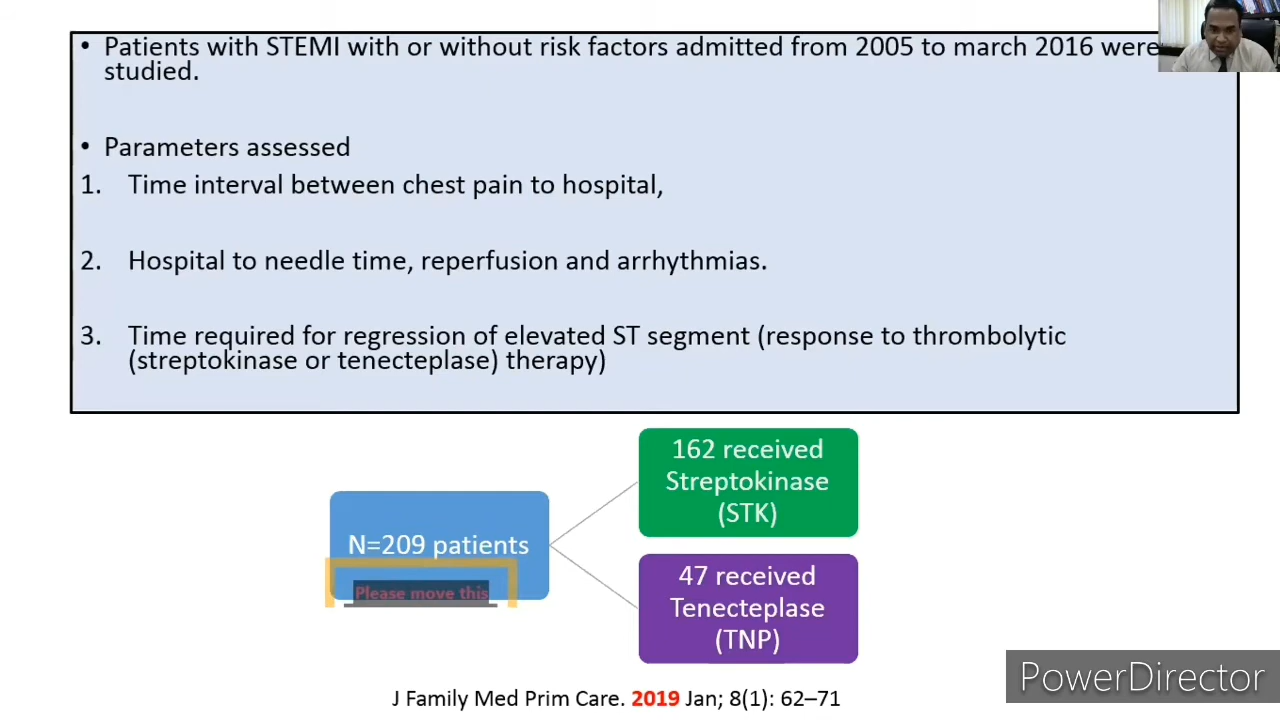 • Patients with STEMI with or without risk factors admitted from 2005 to march 2016 were
studied.
• Parameters assessed
1. Time interval between chest pain to hospital,
2. Hospital to needle time, reperfusion and arrhythmias.
3. Time required for regression of elevated ST segment (response to thrombolytic
(streptokinase or tenecteplase) therapy)
162 received
Streptokinase
(STK)
N=209 patients
Please move this
47 received
Tenecteplase
(TNP)
J Family Med Prim Care. 2019 Jan; 8(1): 62–71
PowerDirector